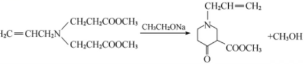 CH₂CH=CH₂
CH₂CH₂COOCH₃
H₂C=CHCH₂N
CH₂CH₂COOCH₃
CH₃CH₂ONa
N
COOCH₃
O
+CH₃OH